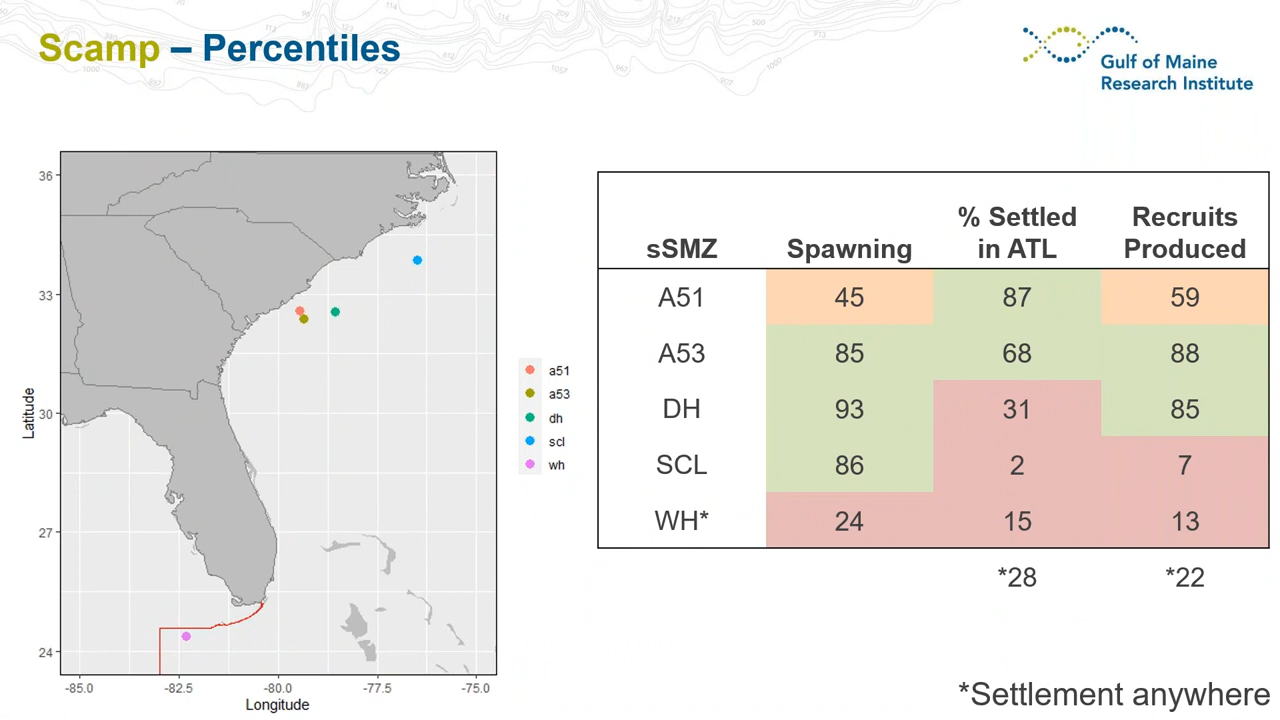 Scamp – Percentiles
Gulf of Maine
Research Institute
36
33
30
27
24
Latitude
-85.0 -82.5 -80.0 -77.5 -75.0
Longitude
a51
a53
dh
scl
wh
sSMZ Spawning % Settled in ATL Recruits Produced
A51 45 87 59
A53 85 68 88
DH 93 31 85
SCL 86 2 7
WH* 24 15 13
*28 *22
*Settlement anywhere